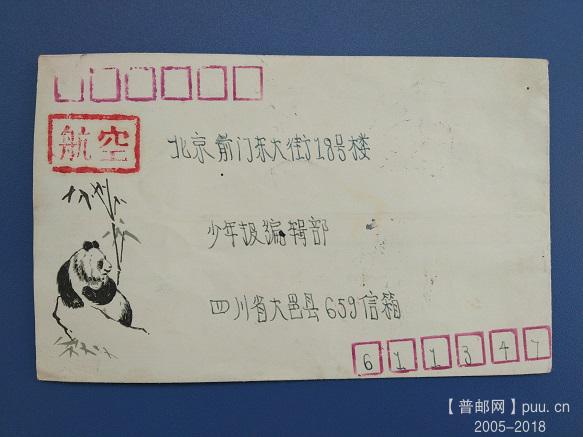 航空
北京前门东大街18号楼
少年报编辑部
四川省大邑县659信箱
611347
【普邮网】puu.cn
2005-2018